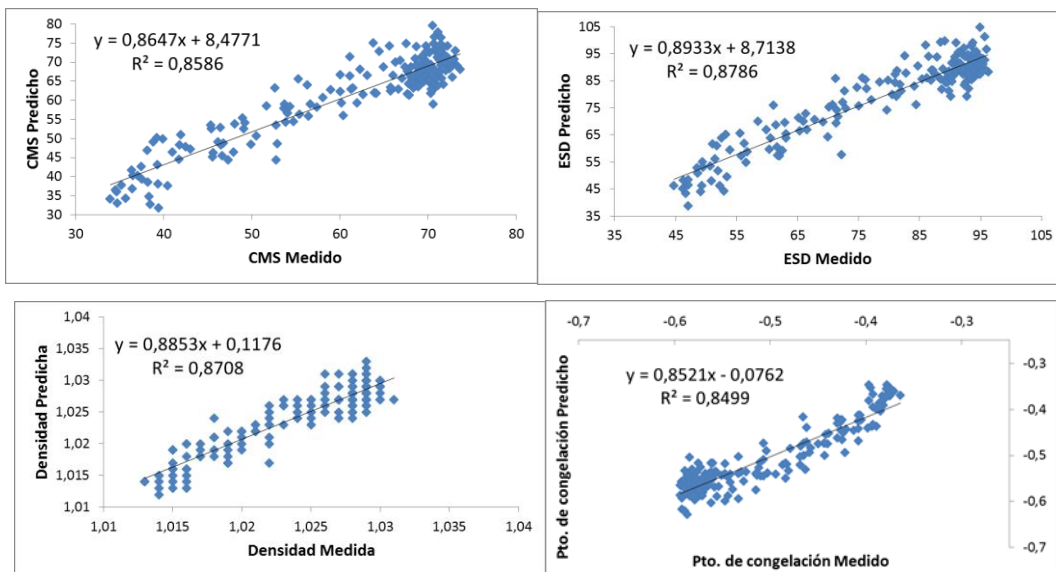 80
75
70
65
60
55
50
45
40
35
30
CMS Predicho
y = 0,8647x + 8,4771
R² = 0,8586
30 40 50 60 70 80
CMS Medido
105
95
85
75
65
55
45
35
ESD Predicho
y = 0,8933x + 8,7138
R² = 0,8786
35 45 55 65 75 85 95 105
ESD Medido
1,04
1,035
1,03
1,025
1,02
1,015
1,01
Densidad Predicha
y = 0,8853x + 0,1176
R² = 0,8708
1,01 1,015 1,02 1,025 1,03 1,035 1,04
Densidad Medida
-0,7 -0,6 -0,5 -0,4 -0,3
-0,3
-0,4
-0,5
-0,6
-0,7
Pto. de congelación Predicho
y = 0,8521x - 0,0762
R² = 0,8499
Pto. de congelación Medido